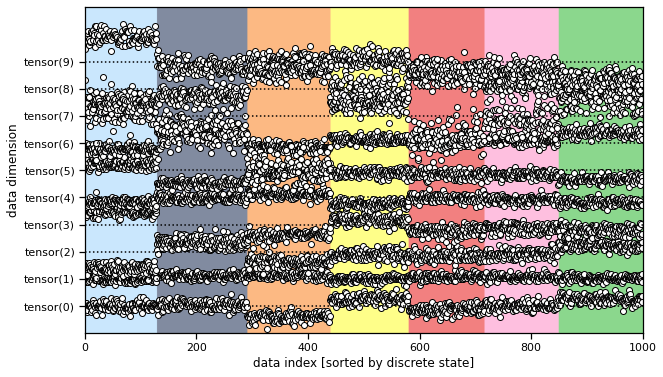 tensor(9)
tensor(8)
tensor(7)
tensor(6)
tensor(5)
tensor(4)
tensor(3)
tensor(2)
tensor(1)
tensor(0)
data dimension
0 200 400 600 800 1000
data index [sorted by discrete state]